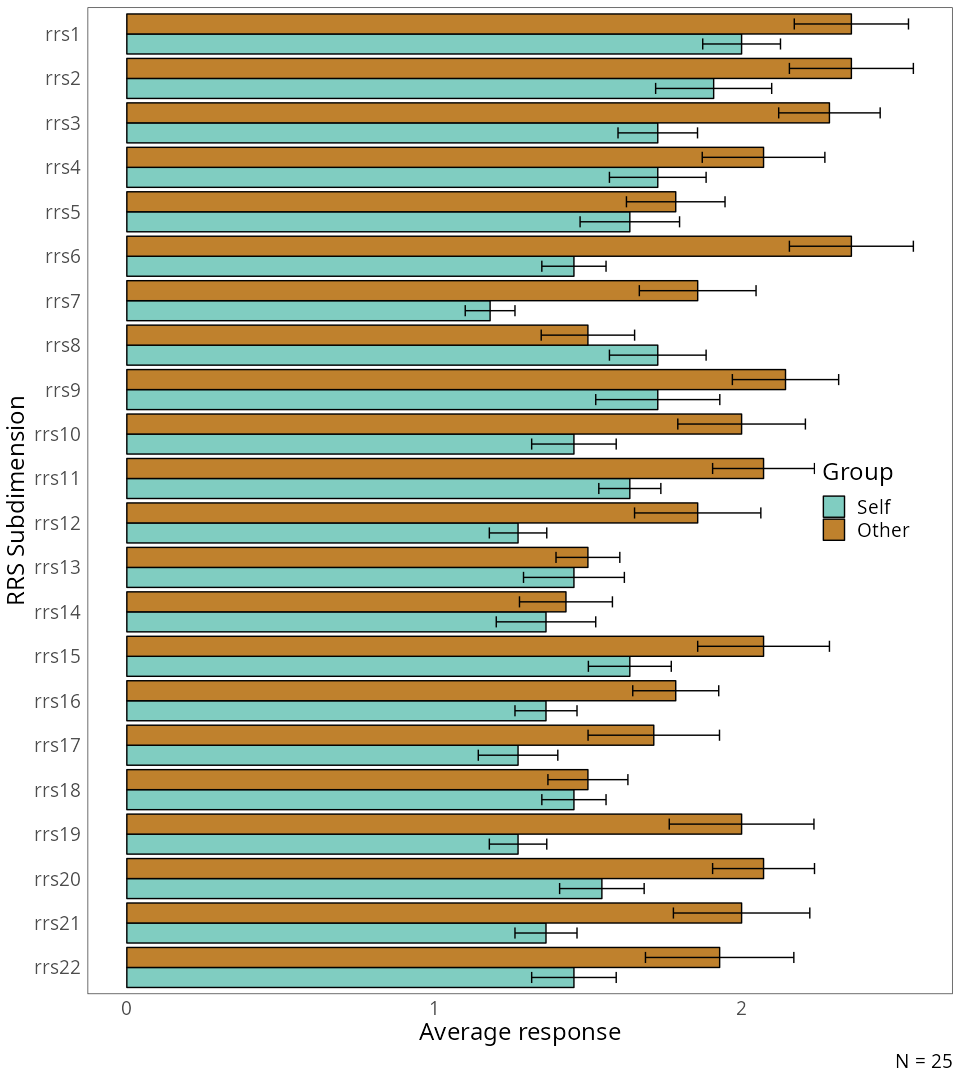 rrs1
rrs2
rrs3
rrs4
rrs5
rrs6
rrs7
rrs8
rrs9
rrs10
rrs11
rrs12
rrs13
rrs14
rrs15
rrs16
rrs17
rrs18
rrs19
rrs20
rrs21
rrs22
RRS Subdimension
Group
Self
Other
0 1 2
Average response
N = 25